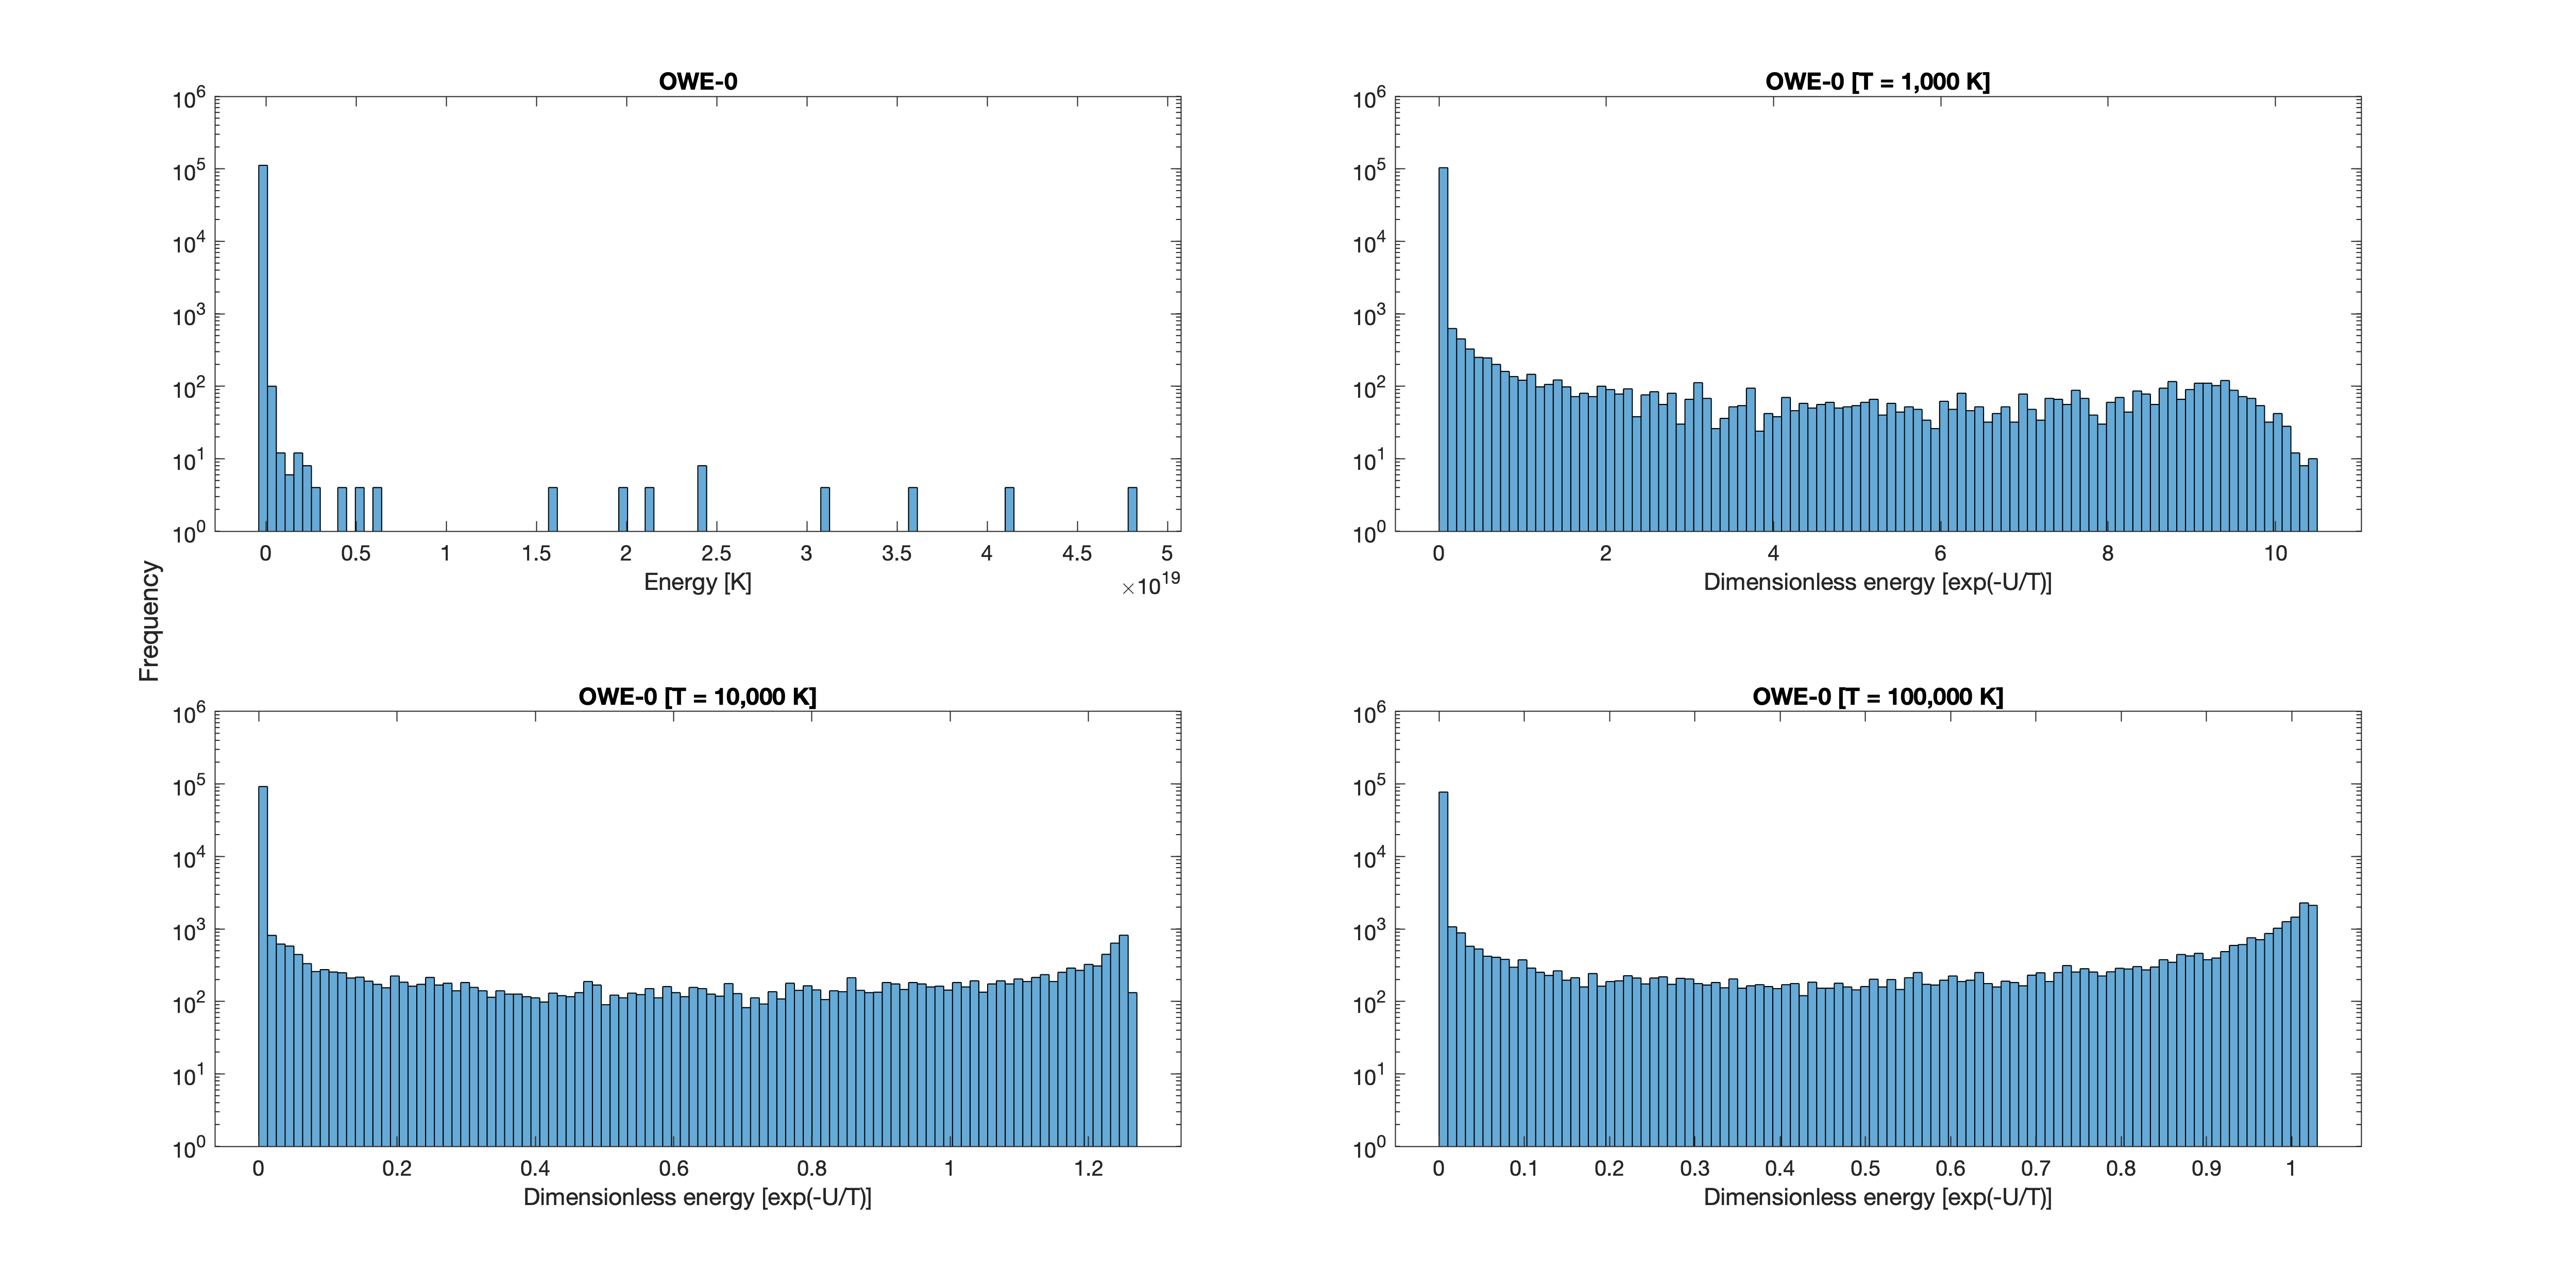 OWE-0
10^6
10^5
10^4
10^3
10^2
10^1
10^0
0 0.5 1 1.5 2 2.5 3 3.5 4 4.5 5
Energy [K]
×10^19
OWE-0 [T = 1,000 K]
10^6
10^5
10^4
10^3
10^2
10^1
10^0
0 2 4 6 8 10
Dimensionless energy [exp(-U/T)]
Frequency
OWE-0 [T = 10,000 K]
10^6
10^5
10^4
10^3
10^2
10^1
10^0
0 0.2 0.4 0.6 0.8 1 1.2
Dimensionless energy [exp(-U/T)]
OWE-0 [T = 100,000 K]
10^6
10^5
10^4
10^3
10^2
10^1
10^0
0 0.1 0.2 0.3 0.4 0.5 0.6 0.7 0.8 0.9 1
Dimensionless energy [exp(-U/T)]